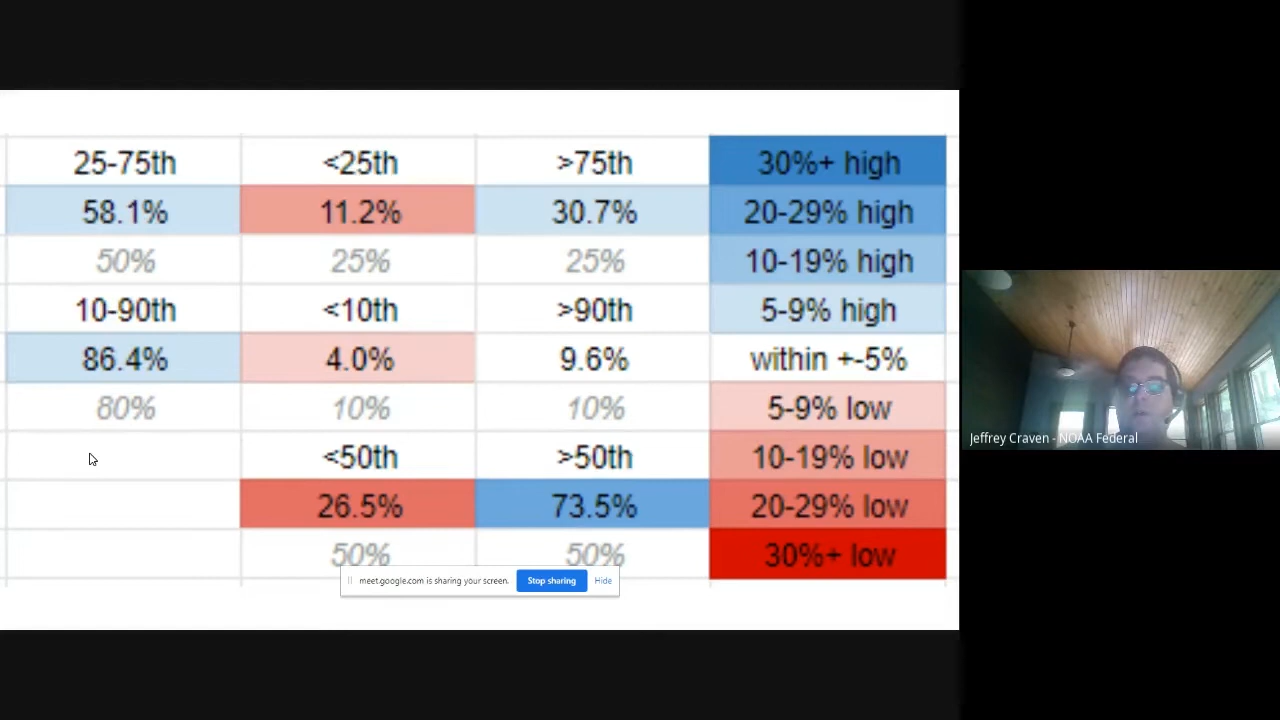 25-75th <25th >75th 30%+ high
58.1% 11.2% 30.7% 20-29% high
50% 25% 25% 10-19% high
10-90th <10th >90th 5-9% high
86.4% 4.0% 9.6% within +-5%
80% 10% 10% 5-9% low
<50th >50th 10-19% low
26.5% 73.5% 20-29% low
50% 50% 30%+ low
meet.google.com is sharing your screen. Stop sharing Hide
Jeffrey Craven - NOAA Federal